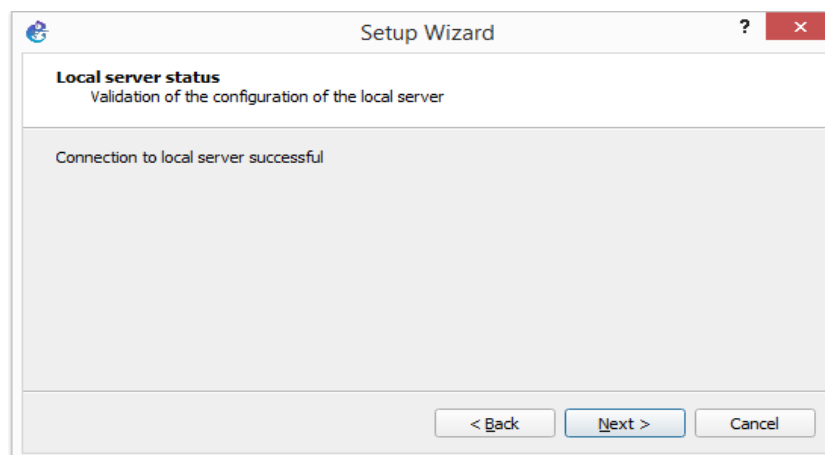 Setup Wizard
?
Local server status
Validation of the configuration of the local server
Connection to local server successful
< Back
Next >
Cancel